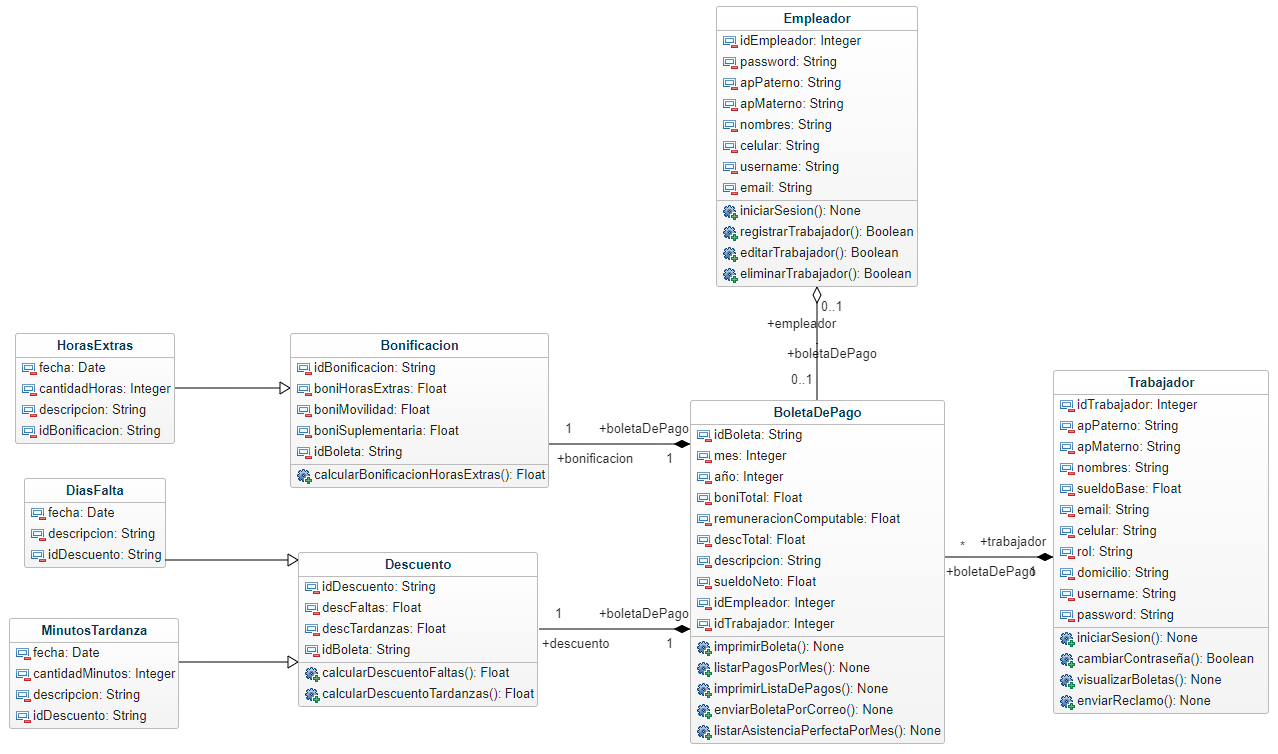 Empleador
idEmpleador: Integer
password: String
apPaterno: String
apMaterno: String
nombres: String
celular: String
username: String
email: String
iniciarSesion(): None
registrarTrabajador(): Boolean
editarTrabajador(): Boolean
eliminarTrabajador(): Boolean
0..1
+empleador
+boletaDePago
0..1
HorasExtras
fecha: Date
cantidadHoras: Integer
descripcion: String
idBonificacion: String
Bonificacion
idBonificacion: String
boniHorasExtras: Float
boniMovilidad: Float
boniSuplementaria: Float
idBoleta: String
calcularBonificacionHorasExtras(): Float
1 +boletaDePago
+bonificacion 1
DiasFalta
fecha: Date
descripcion: String
idDescuento: String
MinutosTardanza
fecha: Date
cantidadMinutos: Integer
descripcion: String
idDescuento: String
Descuento
idDescuento: String
descFaltas: Float
descTardanzas: Float
idBoleta: String
calcularDescuentoFaltas(): Float
calcularDescuentoTardanzas(): Float
1 +boletaDePago
+descuento 1
BoletaDePago
idBoleta: String
mes: Integer
año: Integer
boniTotal: Float
remuneracionComputable: Float
descTotal: Float
descripcion: String
sueldoNeto: Float
idEmpleador: Integer
idTrabajador: Integer
imprimirBoleta(): None
listarPagosPorMes(): None
imprimirListaDePagos(): None
enviarBoletaPorCorreo(): None
listarAsistenciaPerfectaPorMes(): None
* +trabajador
+boletaDePago 1
Trabajador
idTrabajador: Integer
apPaterno: String
apMaterno: String
nombres: String
sueldoBase: Float
email: String
celular: String
rol: String
domicilio: String
username: String
password: String
iniciarSesion(): None
cambiarContraseña(): Boolean
visualizarBoletas(): None
enviarReclamo(): None